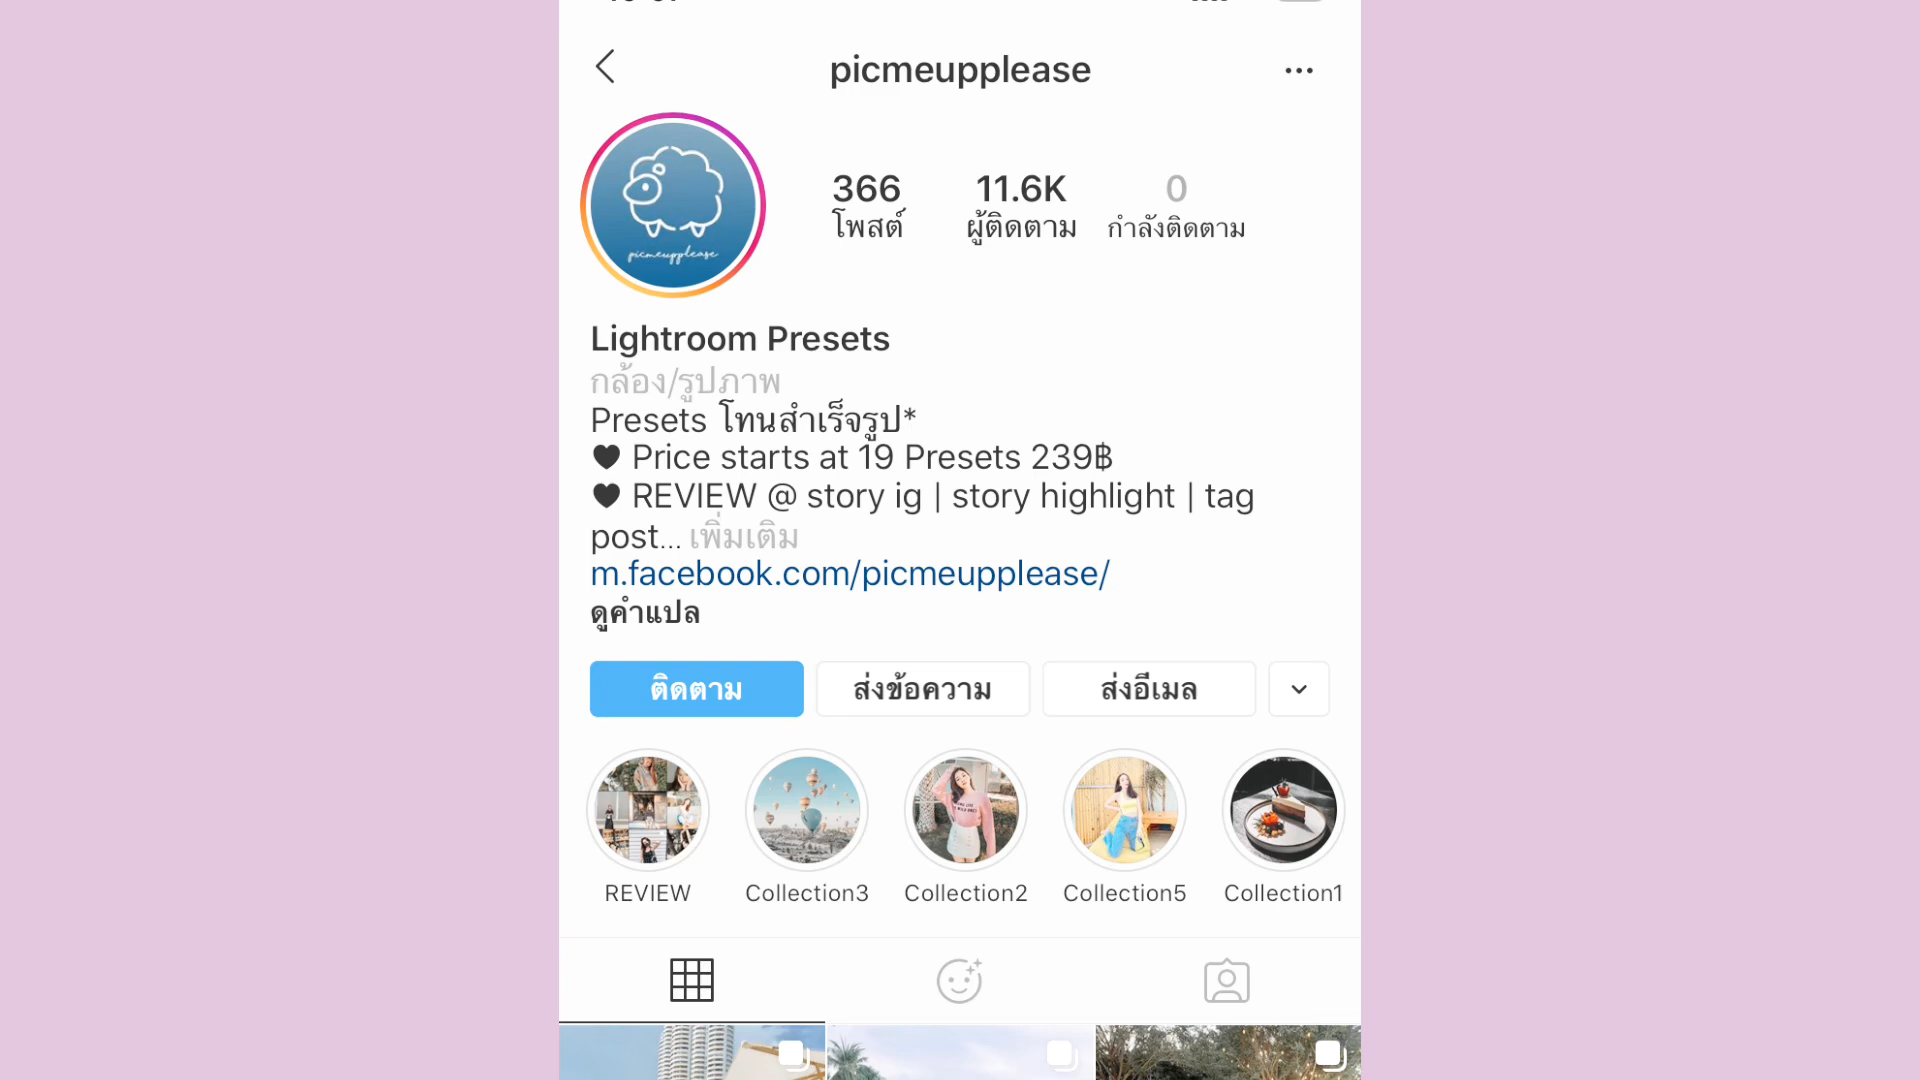 picmeupplease
picmeupplease
366
โพสต์
11.6K
ผู้ติดตาม
0
กำลังติดตาม
Lightroom Presets
กล้อง/รูปภาพ
Presets โทนสำเร็จรูป*
♥ Price starts at 19 Presets 239฿
♥ REVIEW @ story ig | story highlight | tag
post... เพิ่มเติม
m.facebook.com/picmeupplease/
ดูคำแปล
ติดตาม
ส่งข้อความ
ส่งอีเมล
REVIEW
Collection3
Collection2
Collection5
Collection1